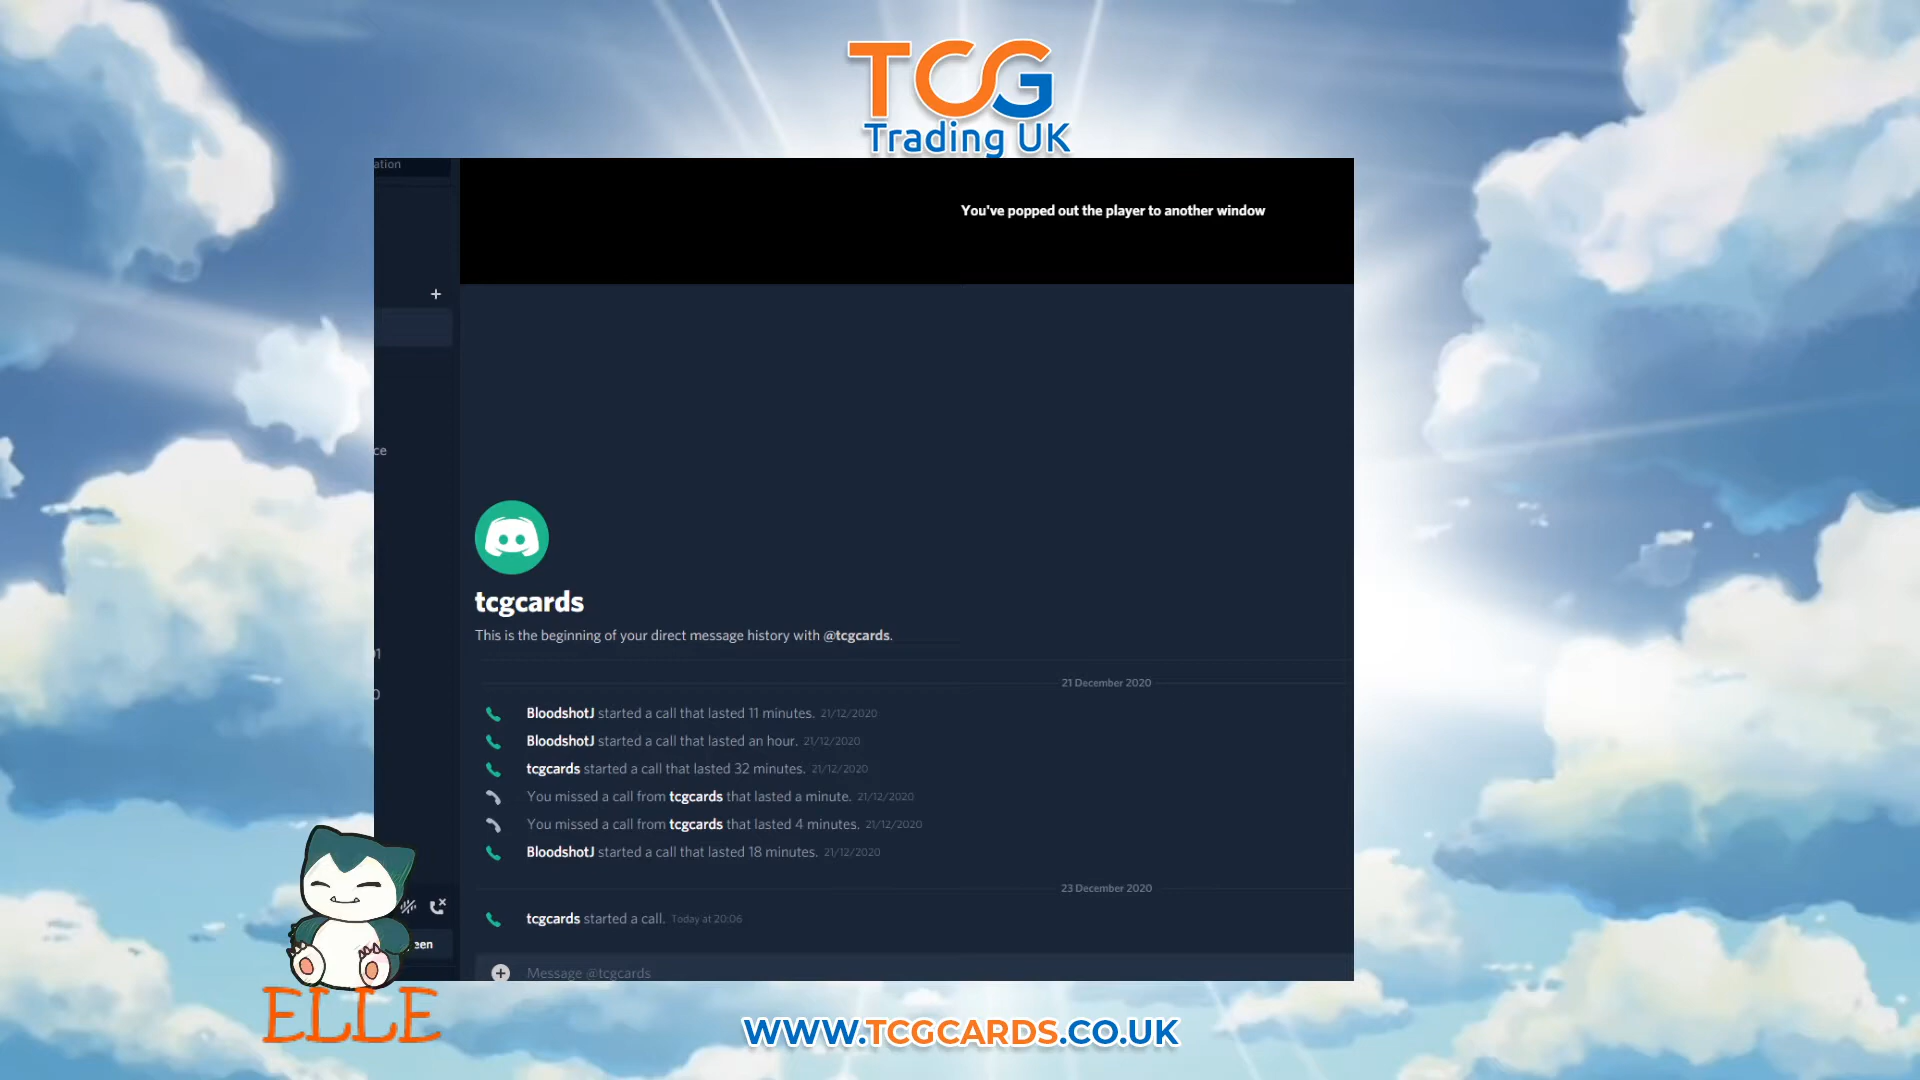 TCG
Trading UK
ation
You've popped out the player to another window
+
ce
tcgcards
This is the beginning of your direct message history with @tcgcards.
21 December 2020
BloodshotJ started a call that lasted 11 minutes. 21/12/2020
BloodshotJ started a call that lasted an hour. 21/12/2020
tcgcards started a call that lasted 32 minutes. 21/12/2020
You missed a call from tcgcards that lasted a minute. 21/12/2020
You missed a call from tcgcards that lasted 4 minutes. 21/12/2020
BloodshotJ started a call that lasted 18 minutes. 21/12/2020
23 December 2020
tcgcards started a call. Today at 20:06
een
Message @tcgcards
ELLE
WWW.TCGCARDS.CO.UK